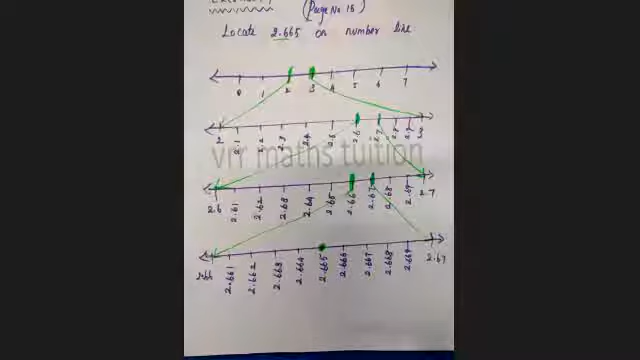 (Page No 15)
Locate 2.665 on number line
0 1 2 3 4 5 6 7
2 2.1 2.2 2.3 2.4 2.5 2.6 2.7 2.8 2.9 3
vrr maths tuition
2.6 2.61 2.62 2.63 2.64 2.65 2.66 2.67 2.68 2.69 2.7
2.66 2.661 2.662 2.663 2.664 2.665 2.666 2.667 2.668 2.669 2.67